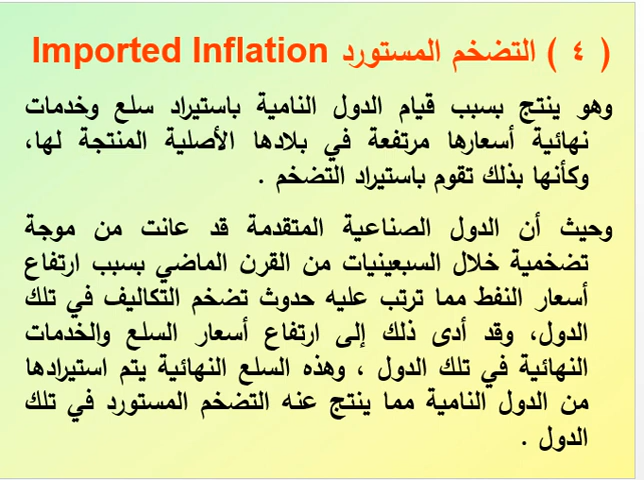 ( ٤ ) التضخم المستورد Imported Inflation
وهو ينتج بسبب قيام الدول النامية باستيراد سلع وخدمات
نهائية أسعارها مرتفعة في بلادها الأصلية المنتجة لها،
وكأنها بذلك تقوم باستيراد التضخم .
وحيث أن الدول الصناعية المتقدمة قد عانت من موجة
تضخمية خلال السبعينيات من القرن الماضي بسبب ارتفاع
أسعار النفط مما ترتب عليه حدوث تضخم التكاليف في تلك
الدول، وقد أدى ذلك إلى ارتفاع أسعار السلع والخدمات
النهائية في تلك الدول ، وهذه السلع النهائية يتم استيرادها
من الدول النامية مما ينتج عنه التضخم المستورد في تلك
الدول .